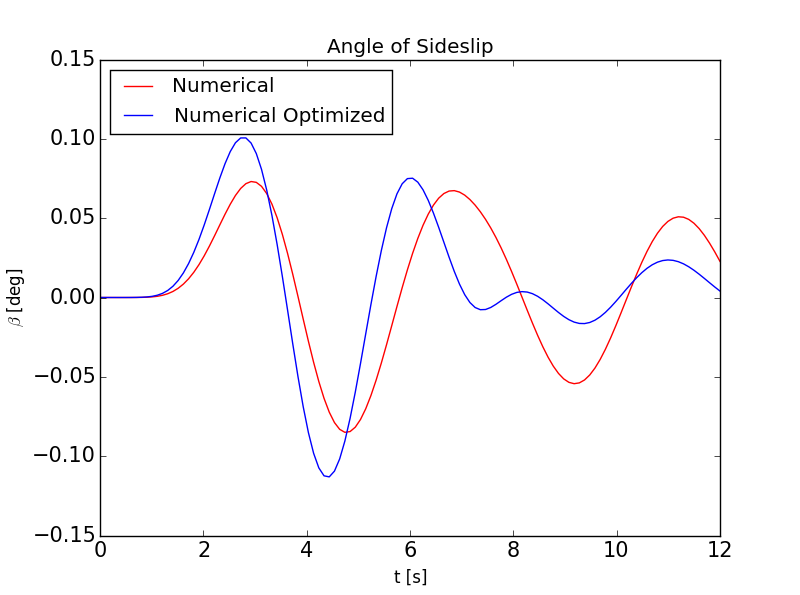 Angle of Sideslip
Numerical
Numerical Optimized
0.15
0.10
0.05
0.00
−0.05
−0.10
−0.15
β [deg]
0 2 4 6 8 10 12
t [s]